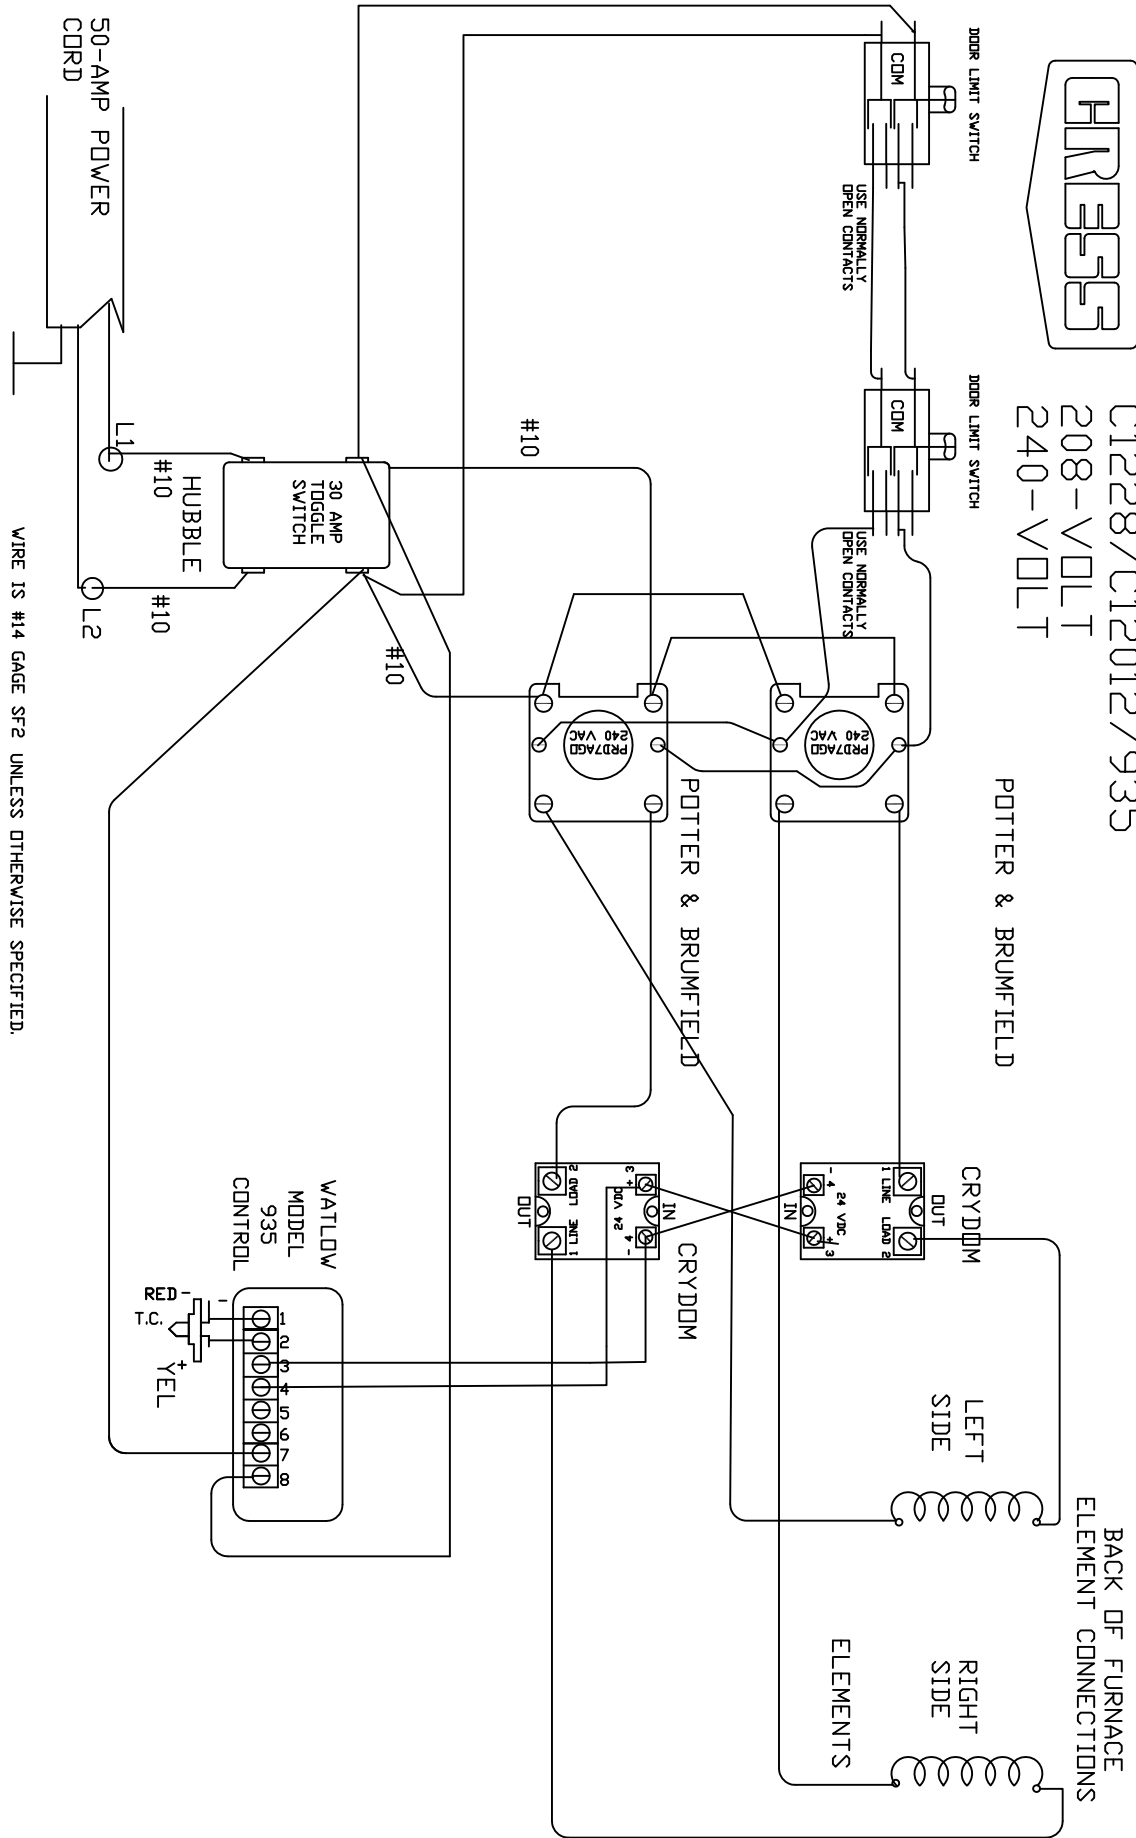 CRESS
C1228/C12012/935
208-VOLT
240-VOLT
DOOR LIMIT SWITCH
COM
USE NORMALLY
OPEN CONTACTS
DOOR LIMIT SWITCH
COM
USE NORMALLY
OPEN CONTACTS
50-AMP POWER
CORD
L1
#10
L2
#10
HUBBLE
30 AMP
TOGGLE
SWITCH
#10
#10
PRD7AGO
240 VAC
POTTER & BRUMFIELD
PRD7AGO
240 VAC
POTTER & BRUMFIELD
CRYDOM
OUT
1 LINE LOAD 2
24 VDC
- 4
+ 3
IN
CRYDOM
IN
3 +
4 -
24 VDC
LOAD 2
1 LINE
OUT
WATLOW
MODEL
935
CONTROL
1
2
3
4
5
6
7
8
RED -
-
T.C.
+
YEL
BACK OF FURNACE
ELEMENT CONNECTIONS
LEFT
SIDE
RIGHT
SIDE
ELEMENTS
WIRE IS #14 GAGE SF2 UNLESS OTHERWISE SPECIFIED.